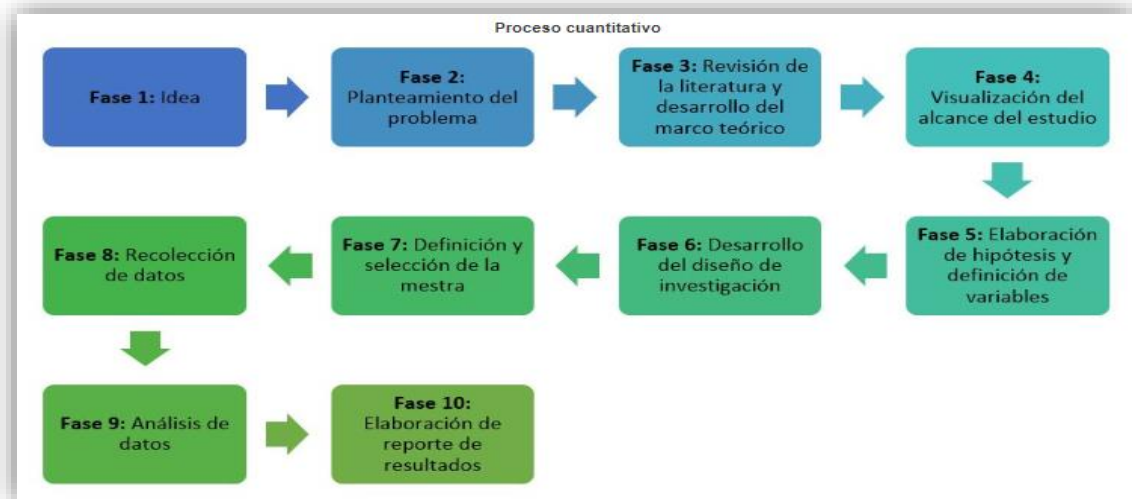 Proceso cuantitativo
Fase 1: Idea
Fase 2:
Planteamiento del
problema
Fase 3: Revisión de
la literatura y
desarrollo del
marco teórico
Fase 4:
Visualización del
alcance del estudio
Fase 5: Elaboración
de hipótesis y
definición de
variables
Fase 6: Desarrollo
del diseño de
investigación
Fase 7: Definición y
selección de la
mestra
Fase 8: Recolección
de datos
Fase 9: Análisis de
datos
Fase 10:
Elaboración de
reporte de
resultados